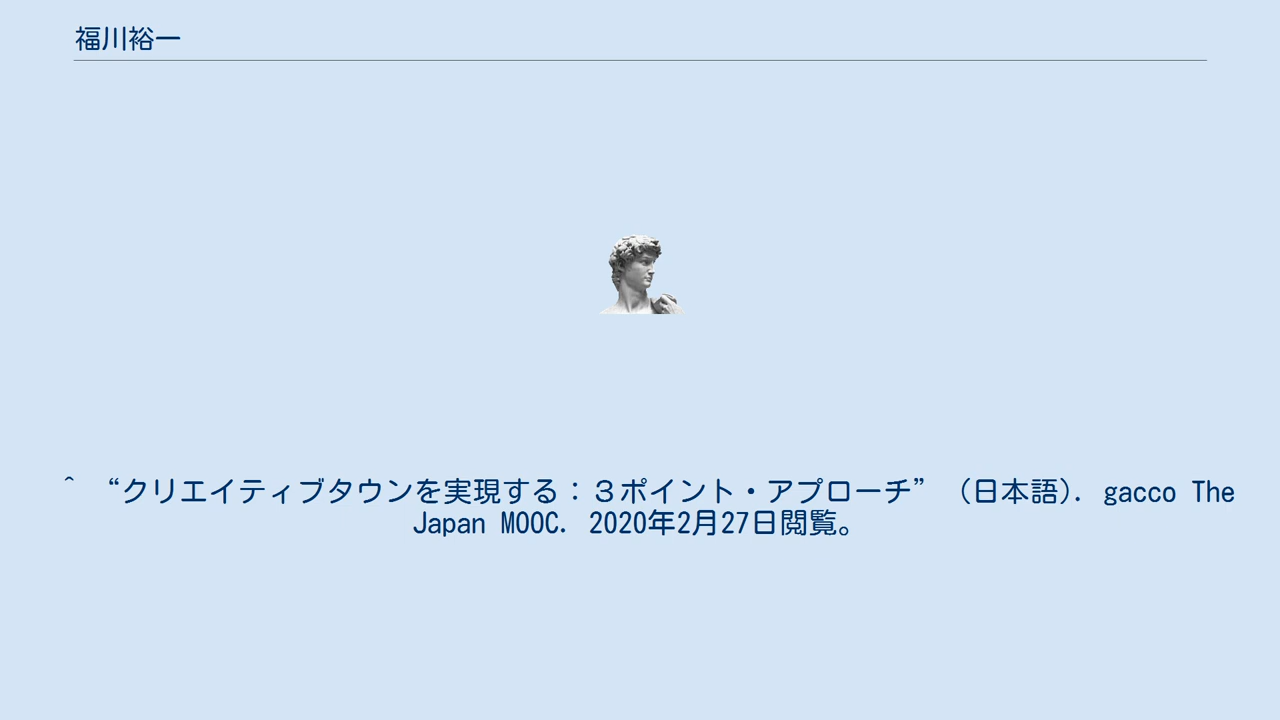 福川裕一
^ “クリエイティブタウンを実現する：３ポイント・アプローチ” （日本語）. gacco The
Japan MOOC. 2020年2月27日閲覧。